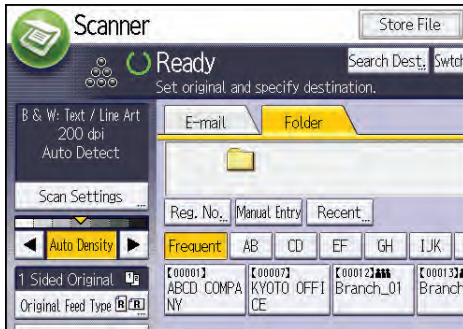 Scanner
Store File
Ready
Search Dest.
Set original and specify destination.
B & W: Text / Line Art
200 dpi
Auto Detect
E-mail
Folder
Scan Settings
Reg. No.
Manual Entry
Recent
Auto Density
Frequent
AB
CD
EF
GH
IJK
1 Sided Original
Original Feed Type
[00001]
ABCD COMPA
NY
[00007]
KYOTO OFFI
CE
[00012]
Branch_01
[00013]
Branch